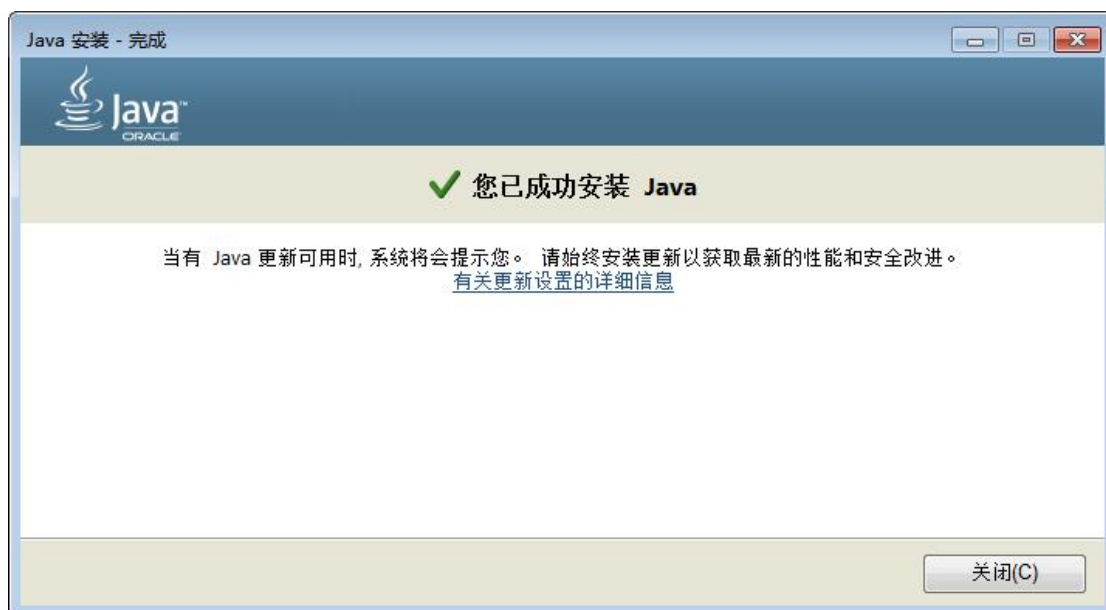 Java 安装 - 完成
Java™
ORACLE
您已成功安装 Java
当有 Java 更新可用时, 系统将会提示您。 请始终安装更新以获取最新的性能和安全改进。
有关更新设置的详细信息
关闭(C)